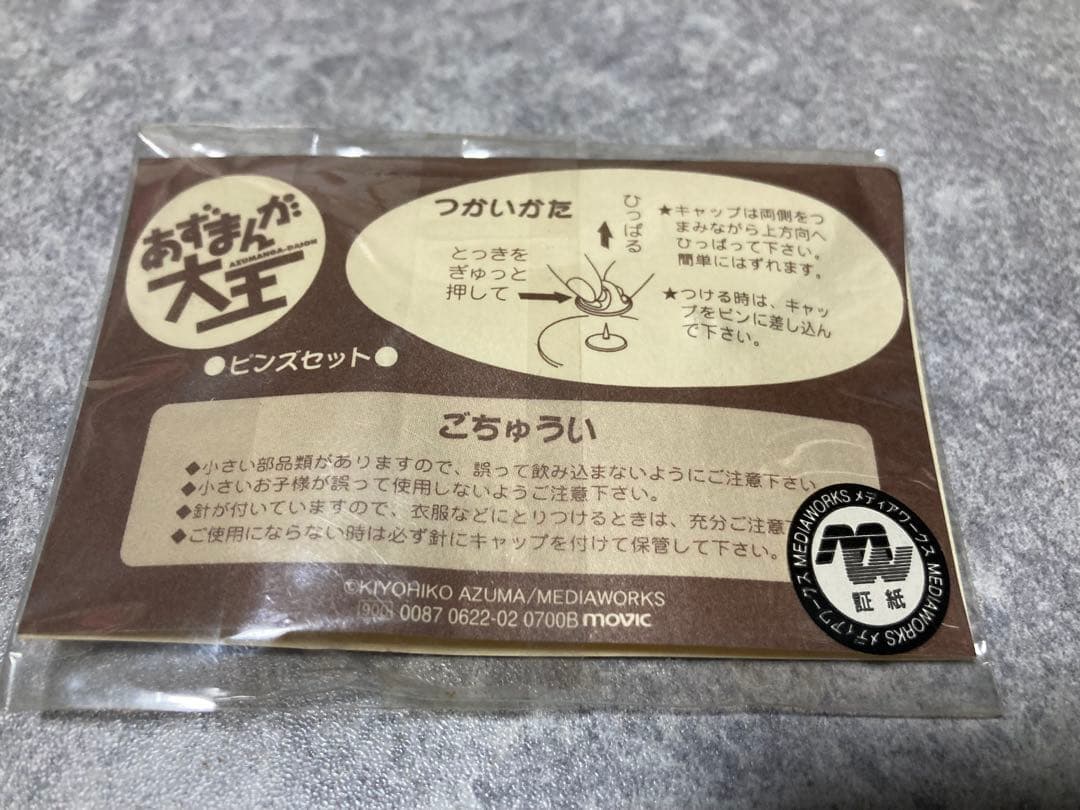 あずまんが
AZUMANGA-DAIOH
大王
●ピンズセット●
つかいかた
とっきを
ぎゅっと
押して
ひっぱる
★キャップは両側をつ
まみながら上方向へ
ひっぱって下さい。
簡単にはずれます。
★つける時は、キャッ
プをピンに差し込ん
で下さい。
ごちゅうい
◆小さい部品類がありますので、誤って飲み込まないようにご注意下さい
◆小さいお子様が誤って使用しないようご注意下さい。
◆針が付いていますので、衣服などにとりつけるときは、充分ご注意
◆ご使用にならない時は必ず針にキャップを付けて保管して下さい。
©KIYOHIKO AZUMA/MEDIAWORKS
(900) 0087 0622-02 0700B movic
メディアワークス MEDIAWORKS メディアワークス MEDIAWORKS
MW
証紙